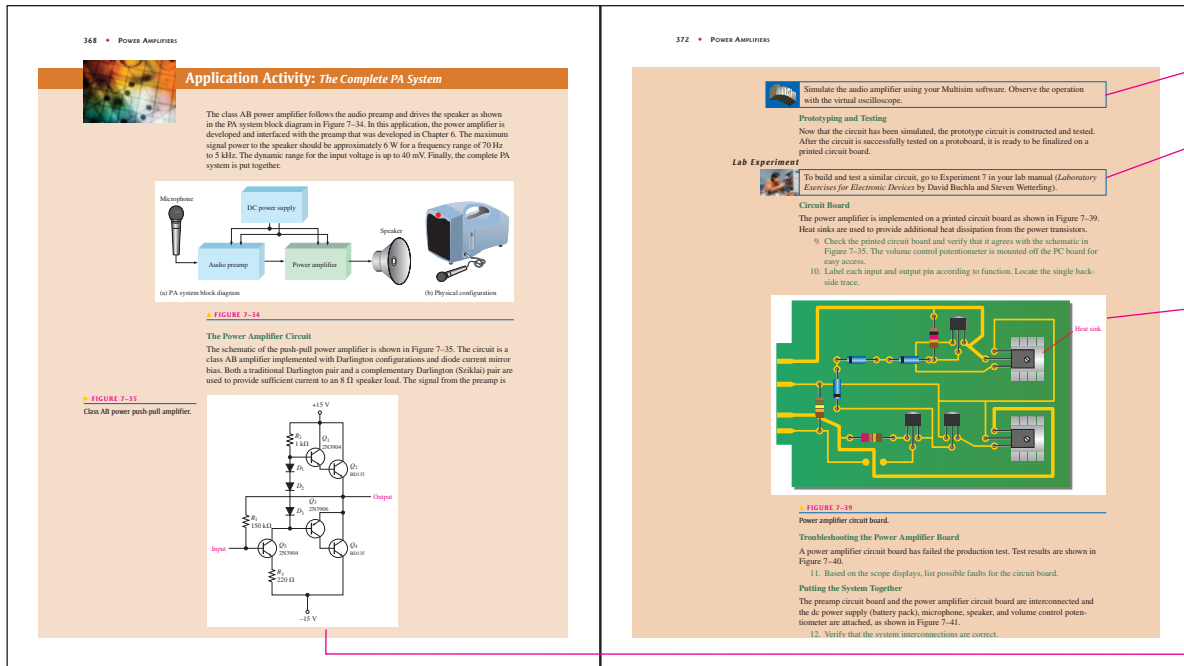 368 • POWER AMPLIFIERS
Application Activity: The Complete PA System
The class AB power amplifier follows the audio preamp and drives the speaker as shown
in the PA system block diagram in Figure 7–34. In this application, the power amplifier is
developed and interfaced with the preamp that was developed in Chapter 6. The maximum
signal power to the speaker should be approximately 6 W for a frequency range of 70 Hz
to 5 kHz. The dynamic range for the input voltage is up to 40 mV. Finally, the complete PA
system is put together.
Microphone
DC power supply
Speaker
Audio preamp
Power amplifier
(a) PA system block diagram
(b) Physical configuration
▲ FIGURE 7–34
The Power Amplifier Circuit
The schematic of the push-pull power amplifier is shown in Figure 7–35. The circuit is a
class AB amplifier implemented with Darlington configurations and diode current mirror
bias. Both a traditional Darlington pair and a complementary Darlington (Sziklai) pair are
used to provide sufficient current to an 8 Ω speaker load. The signal from the preamp is
▶ FIGURE 7–35
Class AB power push-pull amplifier.
+15 V
R2
1 kΩ
Q1
2N3904
D1
Q2
BD135
D2
Output
Q3
2N3906
D3
R1
150 kΩ
Input
Q5
2N3904
Q4
BD135
R3
220 Ω
–15 V
372 • POWER AMPLIFIERS
Simulate the audio amplifier using your Multisim software. Observe the operation
with the virtual oscilloscope.
Prototyping and Testing
Now that the circuit has been simulated, the prototype circuit is constructed and tested.
After the circuit is successfully tested on a protoboard, it is ready to be finalized on a
printed circuit board.
Lab Experiment
To build and test a similar circuit, go to Experiment 7 in your lab manual (Laboratory
Exercises for Electronic Devices by David Buchla and Steven Wetterling).
Circuit Board
The power amplifier is implemented on a printed circuit board as shown in Figure 7–39.
Heat sinks are used to provide additional heat dissipation from the power transistors.
9. Check the printed circuit board and verify that it agrees with the schematic in
Figure 7–35. The volume control potentiometer is mounted off the PC board for
easy access.
10. Label each input and output pin according to function. Locate the single back-
side trace.
Heat sink
▲ FIGURE 7–39
Power amplifier circuit board.
Troubleshooting the Power Amplifier Board
A power amplifier circuit board has failed the production test. Test results are shown in
Figure 7–40.
11. Based on the scope displays, list possible faults for the circuit board.
Putting the System Together
The preamp circuit board and the power amplifier circuit board are interconnected and
the dc power supply (battery pack), microphone, speaker, and volume control poten-
tiometer are attached, as shown in Figure 7–41.
12. Verify that the system interconnections are correct.